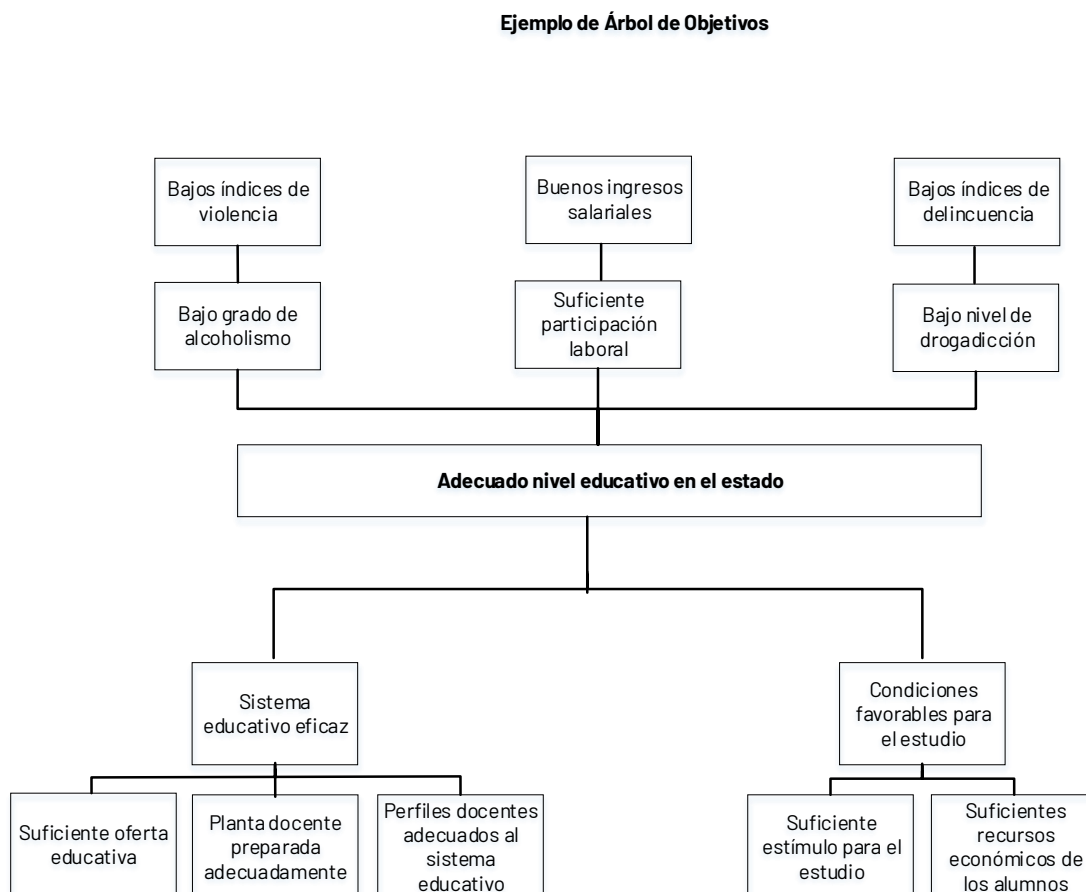 Ejemplo de Árbol de Objetivos
Bajos índices de
violencia
Buenos ingresos
salariales
Bajos índices de
delincuencia
Bajo grado de
alcoholismo
Suficiente
participación
laboral
Bajo nivel de
drogadicción
Adecuado nivel educativo en el estado
Sistema
educativo eficaz
Condiciones
favorables para
el estudio
Suficiente oferta
educativa
Planta docente
preparada
adecuadamente
Perfiles docentes
adecuados al
sistema
educativo
Suficiente
estímulo para el
estudio
Suficientes
recursos
económicos de
los alumnos